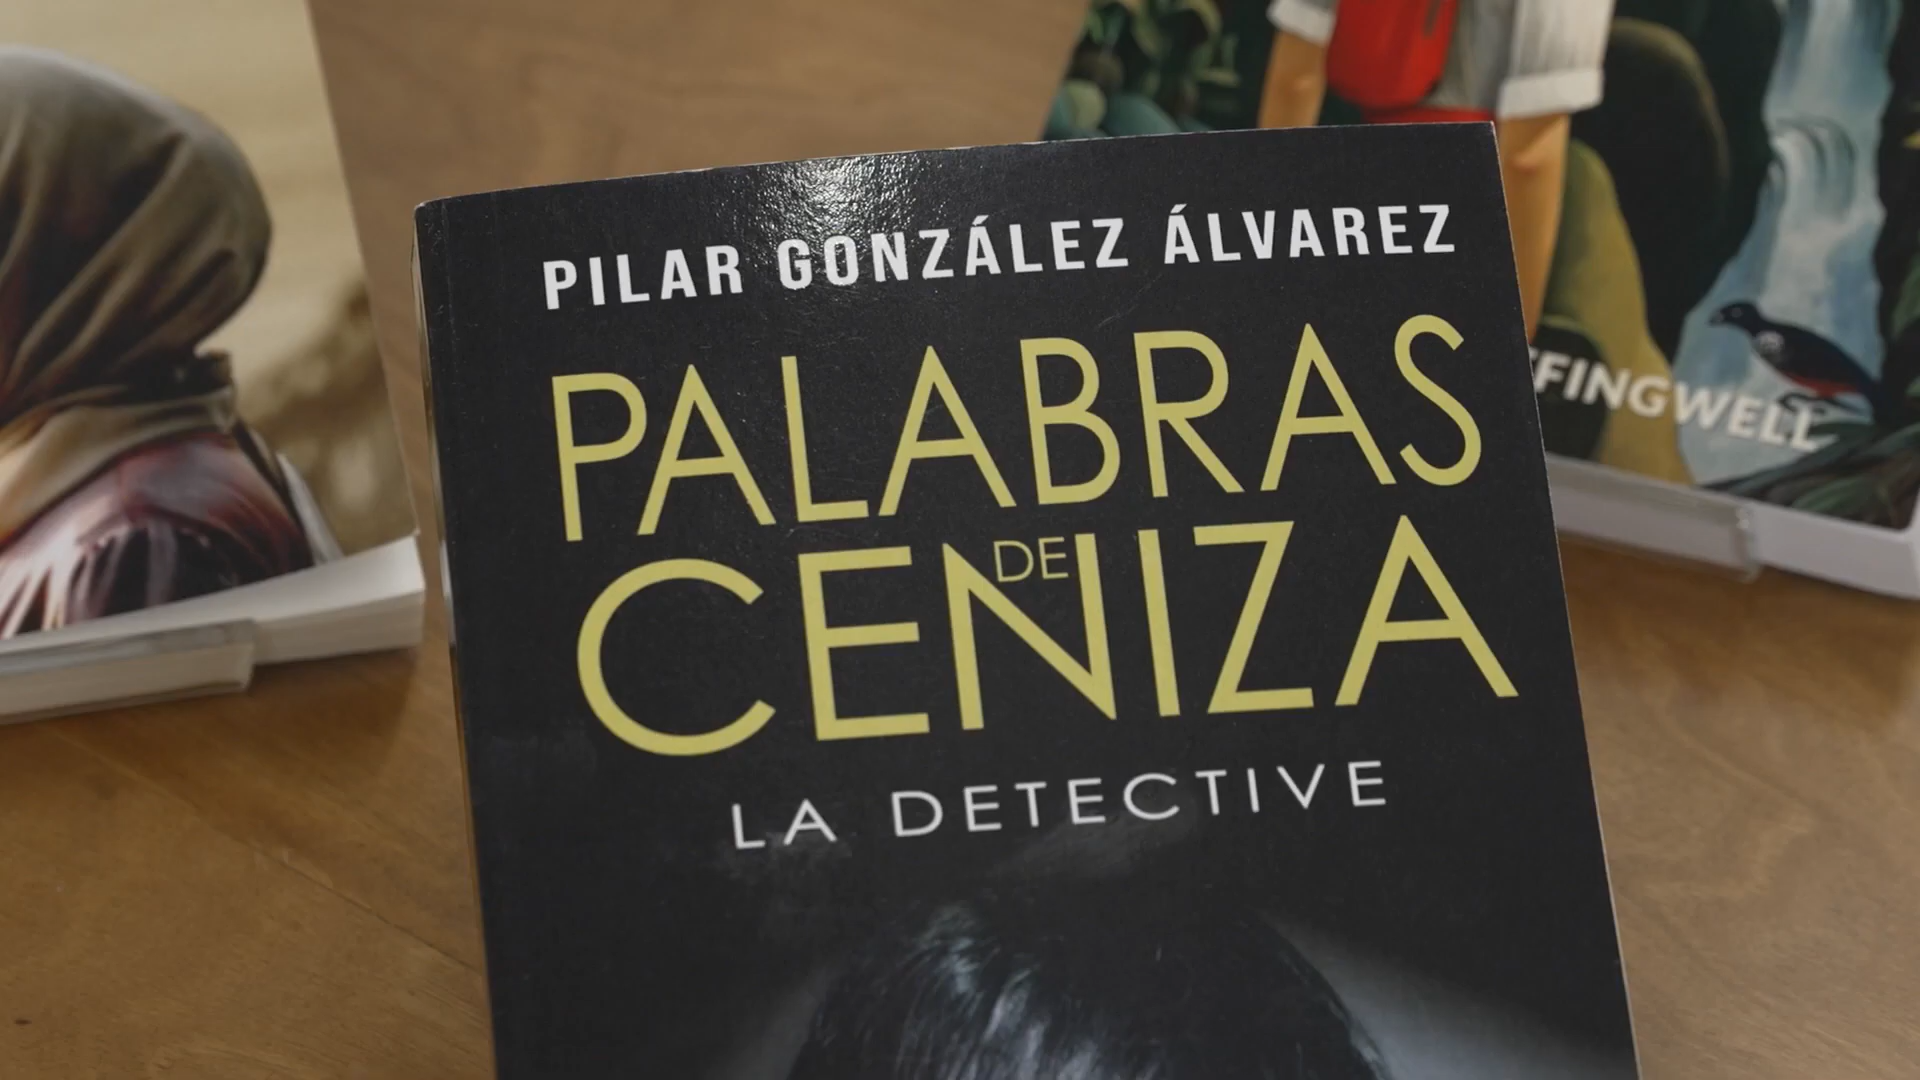 PILAR GONZÁLEZ ÁLVAREZ
PALABRAS
DE
CENIZA
LA DETECTIVE
FINGWELL